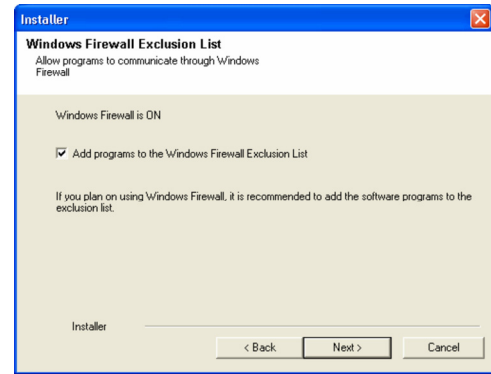 Installer
Windows Firewall Exclusion List
Allow programs to communicate through Windows
Firewall
Windows Firewall is ON
Add programs to the Windows Firewall Exclusion List
If you plan on using Windows Firewall, it is recommended to add the software programs to the
exclusion list.
Installer
< Back
Next >
Cancel